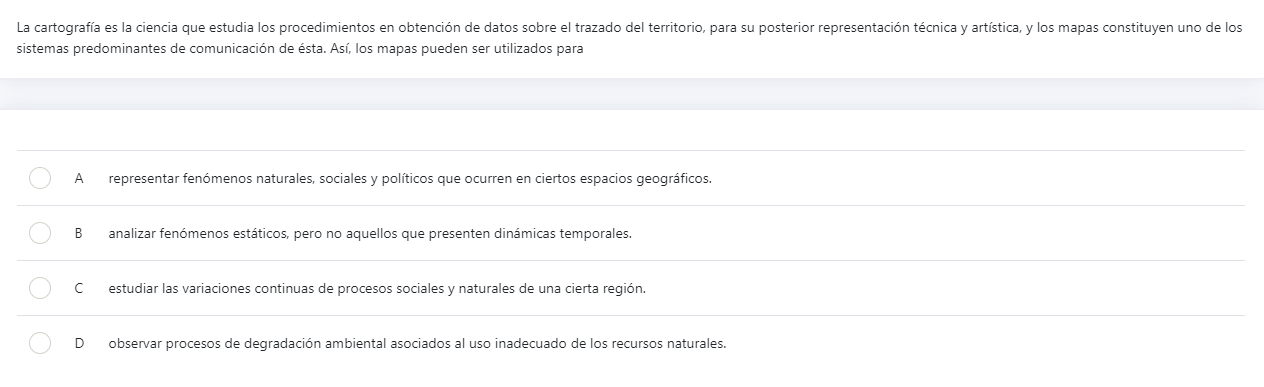 La cartografía es la ciencia que estudia los procedimientos en obtención de datos sobre el trazado del territorio, para su posterior representación técnica y artística, y los mapas constituyen uno de los
sistemas predominantes de comunicación de ésta. Así, los mapas pueden ser utilizados para
A representar fenómenos naturales, sociales y políticos que ocurren en ciertos espacios geográficos.
B analizar fenómenos estáticos, pero no aquellos que presenten dinámicas temporales.
C estudiar las variaciones continuas de procesos sociales y naturales de una cierta región.
D observar procesos de degradación ambiental asociados al uso inadecuado de los recursos naturales.